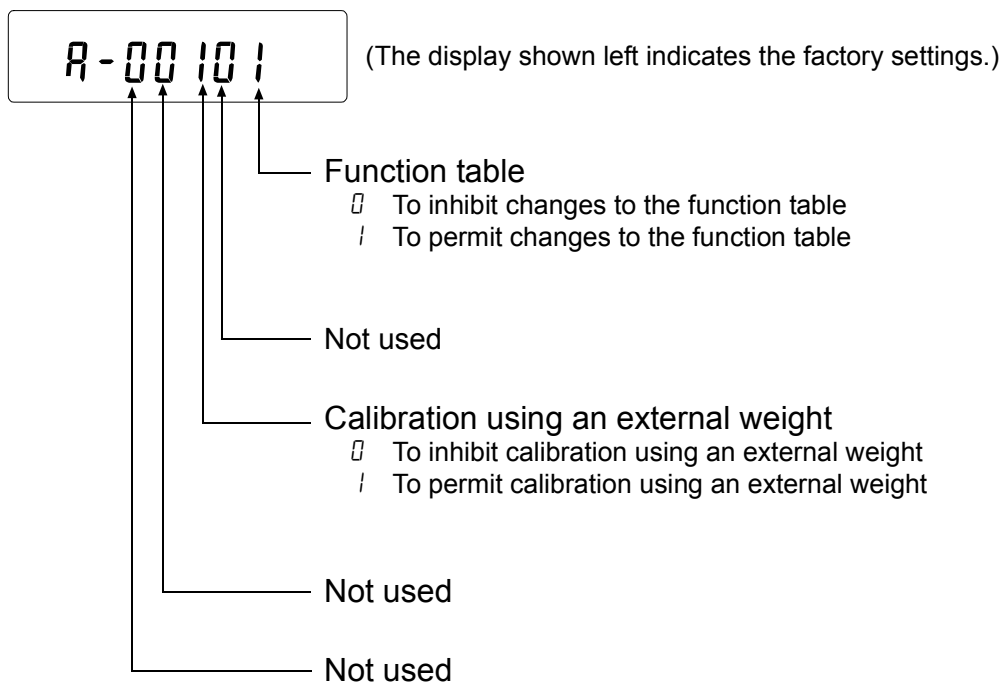 A-00101
(The display shown left indicates the factory settings.)
Function table
0 To inhibit changes to the function table
1 To permit changes to the function table
Not used
Calibration using an external weight
0 To inhibit calibration using an external weight
1 To permit calibration using an external weight
Not used
Not used